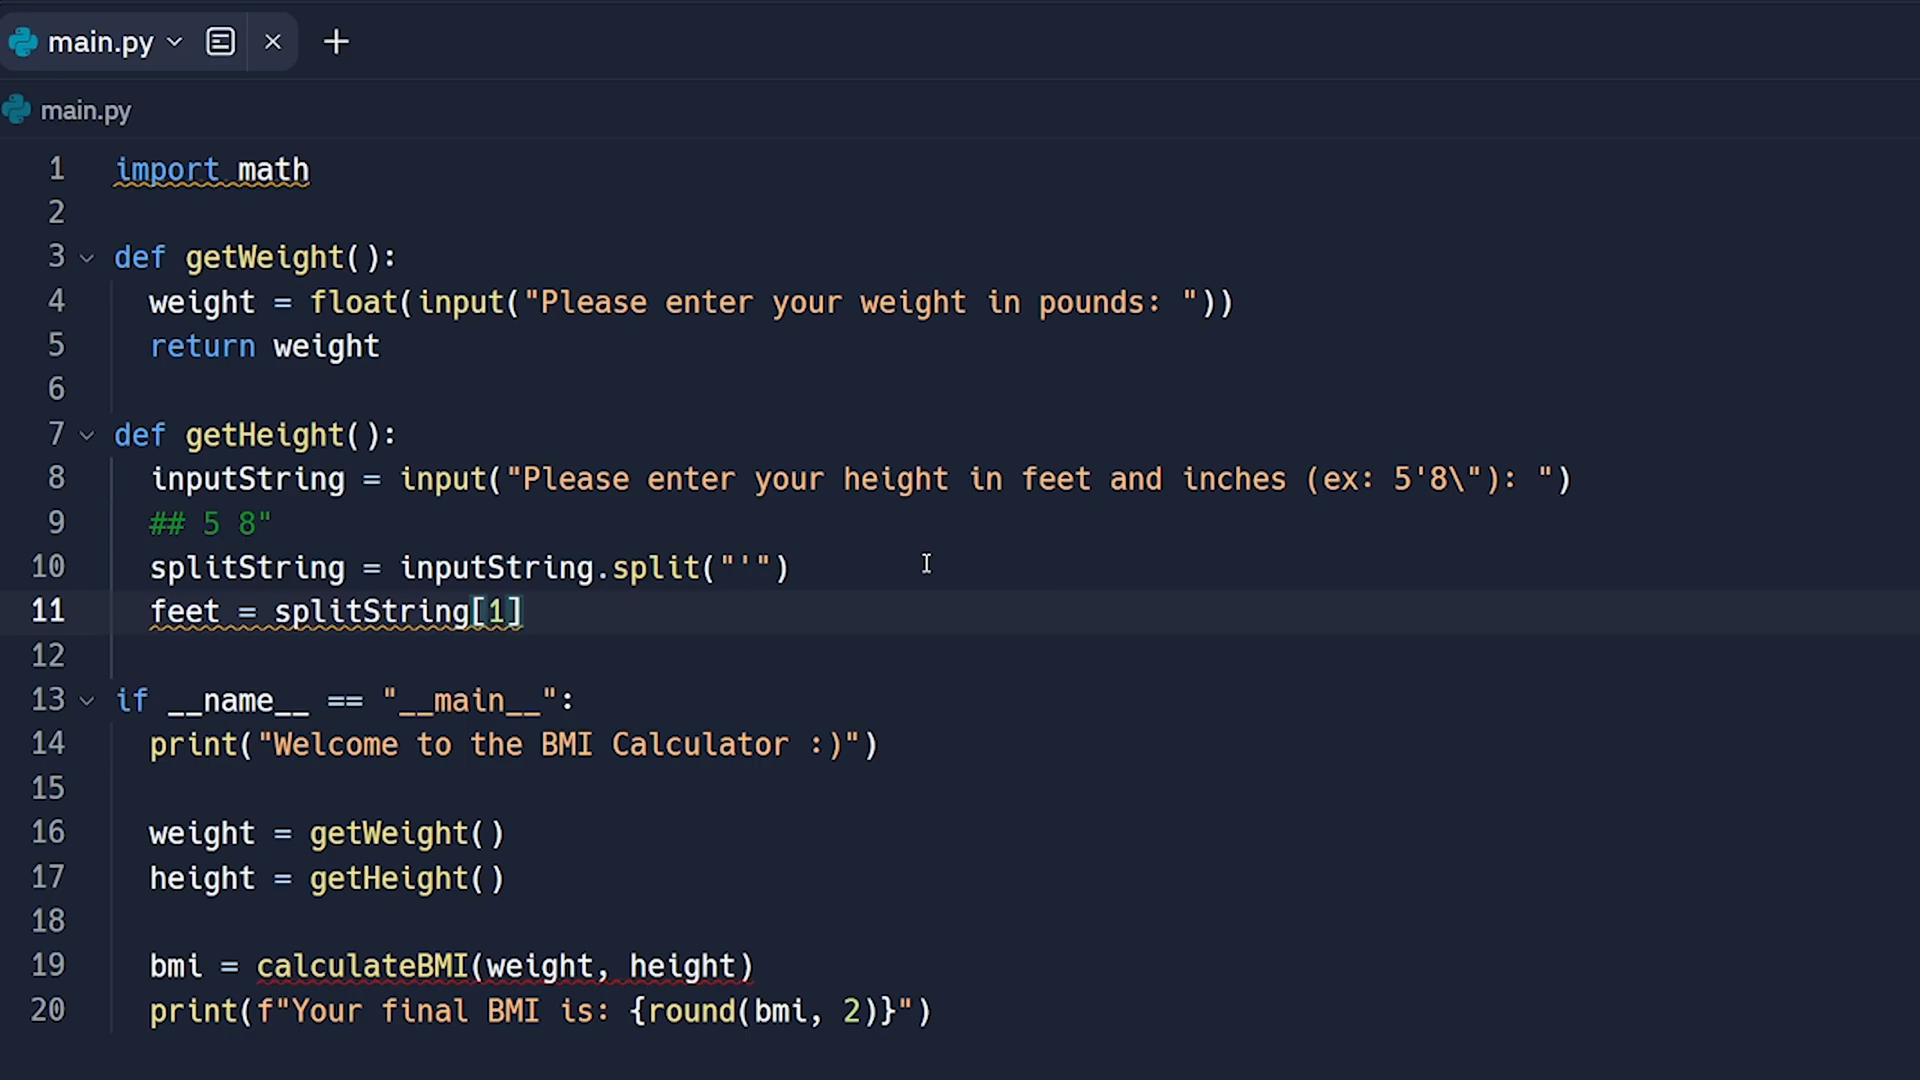 main.py
main.py
1 import math
2
3 def getWeight():
4 weight = float(input("Please enter your weight in pounds: "))
5 return weight
6
7 def getHeight():
8 inputString = input("Please enter your height in feet and inches (ex: 5'8\"): ")
9 ## 5 8"
10 splitString = inputString.split("'")
11 feet = splitString[1]
12
13 if __name__ == "__main__":
14 print("Welcome to the BMI Calculator :)")
15
16 weight = getWeight()
17 height = getHeight()
18
19 bmi = calculateBMI(weight, height)
20 print(f"Your final BMI is: {round(bmi, 2)}")